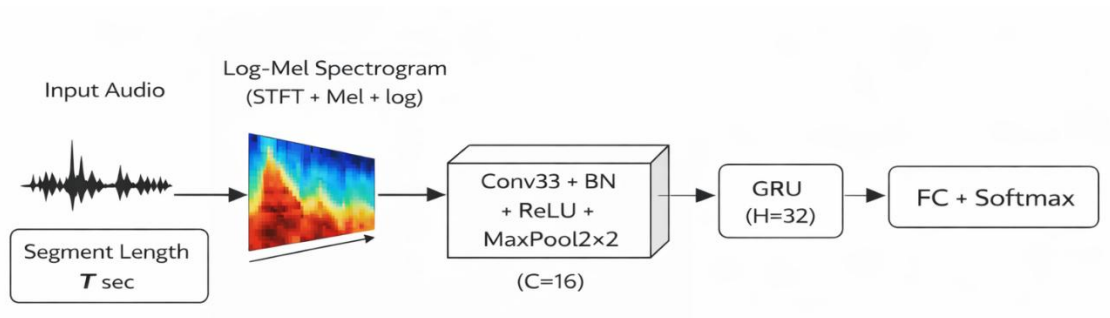 Input Audio
Segment Length
T sec
Log-Mel Spectrogram
(STFT + Mel + log)
Conv33 + BN
+ ReLU +
MaxPool2×2
(C=16)
GRU
(H=32)
FC + Softmax